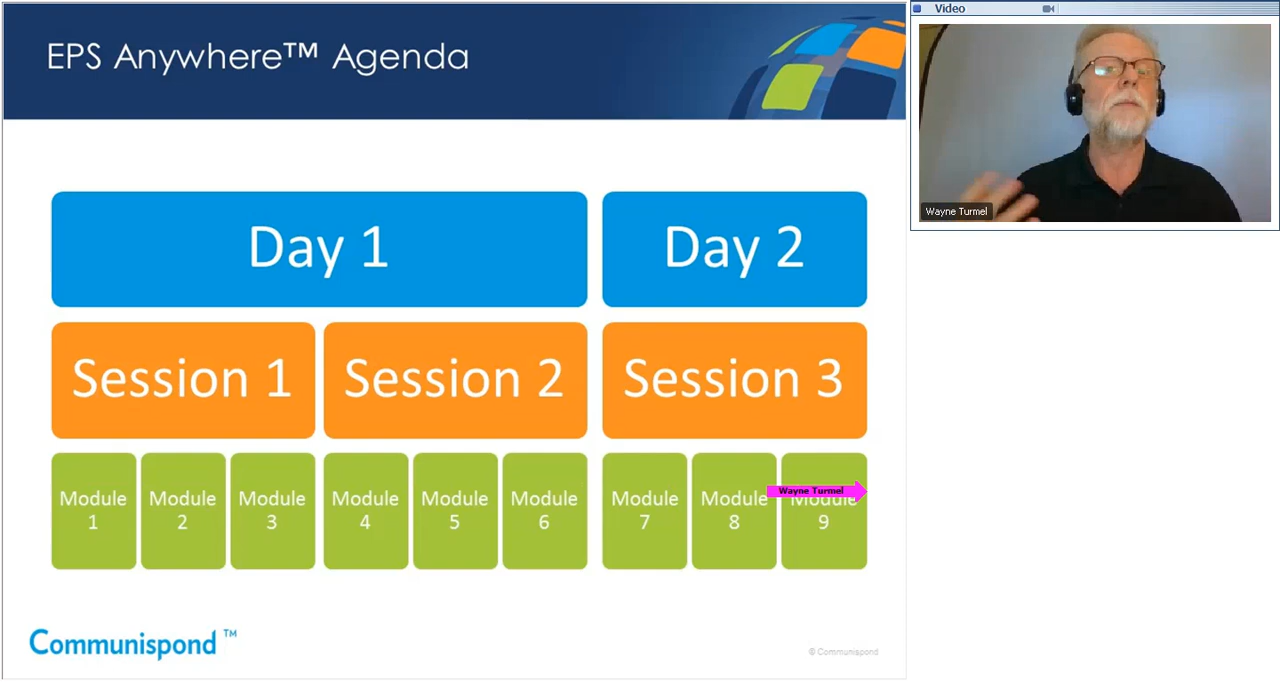 EPS Anywhere™ Agenda
Video
Wayne Turmel
Day 1
Day 2
Session 1
Session 2
Session 3
Module
1
Module
2
Module
3
Module
4
Module
5
Module
6
Module
7
Module
8
Module
9
Wayne Turmel
Communispond™
© Communispond